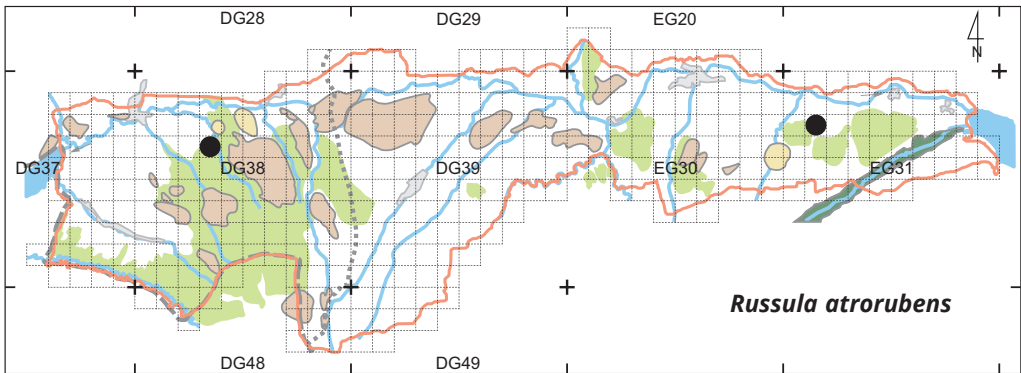 DG28 DG29 EG20
N
DG37 DG38 DG39 EG30 EG31
Russula atrorubens
DG48 DG49